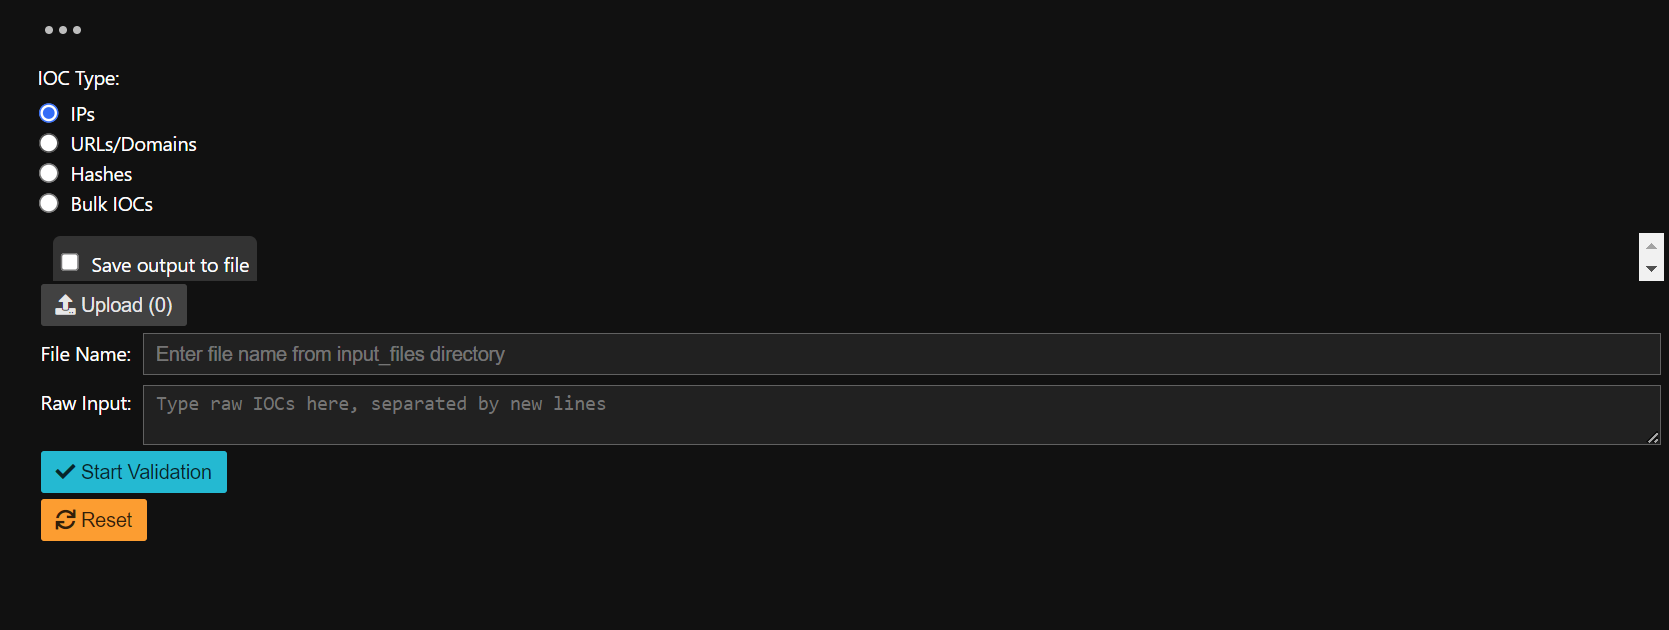 IOC Type:
IPs
URLs/Domains
Hashes
Bulk IOCs
Save output to file
Upload (0)
File Name: Enter file name from input_files directory
Raw Input: Type raw IOCs here, separated by new lines
Start Validation
Reset